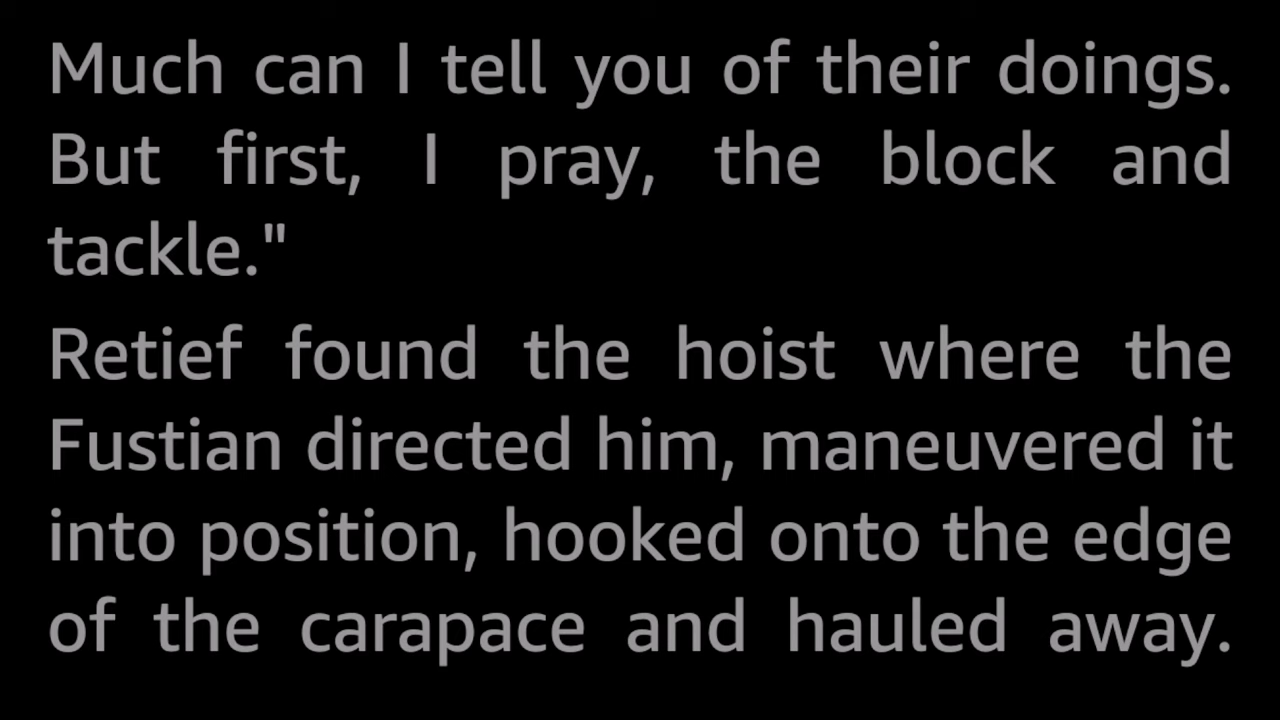 Much can I tell you of their doings.
But first, I pray, the block and
tackle."
Retief found the hoist where the
Fustian directed him, maneuvered it
into position, hooked onto the edge
of the carapace and hauled away.